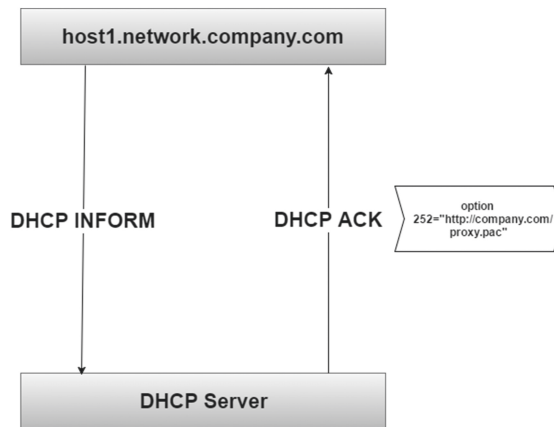 host1.network.company.com
DHCP INFORM
DHCP ACK
option
252="http://company.com/
proxy.pac"
DHCP Server